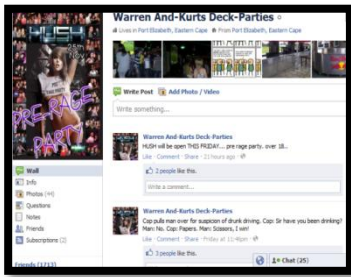 Warren And-Kurts Deck-Parties
Lives in Port Elizabeth, Eastern Cape From Port Elizabeth, Eastern Cape
HUSH
25th
PRE-RAGE
PARTY
Write Post Add Photo / Video
Write something...
Warren And-Kurts Deck-Parties
HUSH will be open THIS FRIDAY... pre rage party. over 18..
Like · Comment · Share · 21 hours ago ·
2 people like this.
Write a comment...
Wall
Info
Photos (44)
Questions
Notes
Friends
Subscriptions (2)
Warren And-Kurts Deck-Parties
Cop pulls man over for suspicion of drunk driving. Cop: Sir have you been drinking?
Man: No. Cop: Papers. Man: Scissors, I win!
Like · Comment · Share · Friday at 11:48pm ·
3 people like this.
Chat (25)
Friends (1713)